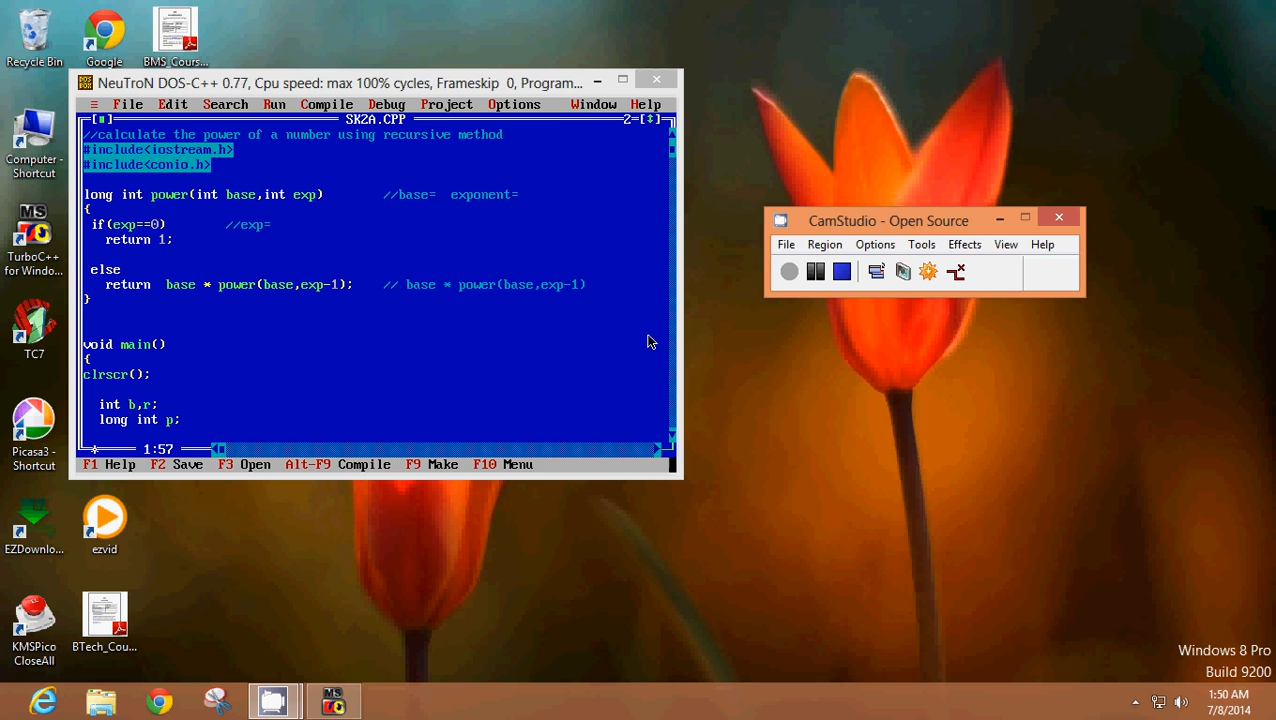 Recycle Bin
Google
BMS_Cours...
Computer - Shortcut
TurboC++ for Windo...
TC7
Picasa3 - Shortcut
EZDownlo...
ezvid
KMSPico CloseAll
BTech_Cou...
NeuTroN DOS-C++ 0.77, Cpu speed: max 100% cycles, Frameskip 0, Program...
≡ File Edit Search Run Compile Debug Project Options Window Help
[■] SK2A.CPP 2=[↕]
//calculate the power of a number using recursive method
#include<iostream.h>
#include<conio.h>
long int power(int base,int exp) //base= exponent=
{
if(exp==0) //exp=
return 1;
else
return base * power(base,exp-1); // base * power(base,exp-1)
}
void main()
{
clrscr();
int b,r;
long int p;
* 1:57
F1 Help F2 Save F3 Open Alt-F9 Compile F9 Make F10 Menu
CamStudio - Open Source
File Region Options Tools Effects View Help
Windows 8 Pro
Build 9200
1:50 AM
7/8/2014